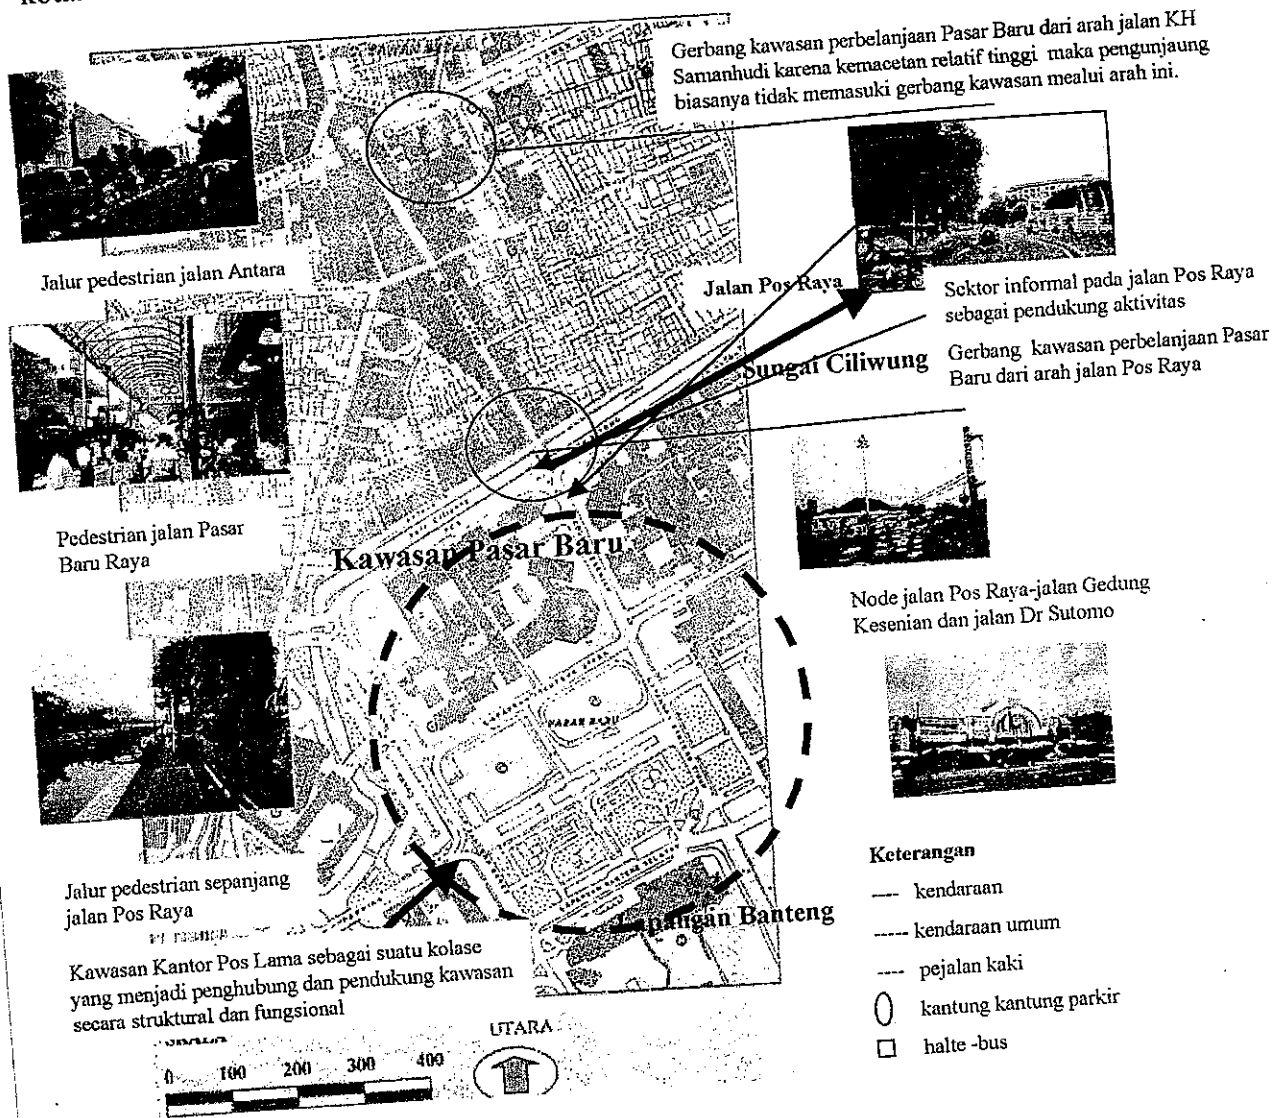 Gerbang kawasan perbelanjaan Pasar Baru dari arah jalan KH
Samanhudi karena kemacetan relatif tinggi maka pengunjaung
biasanya tidak memasuki gerbang kawasan mealui arah ini.
Jalur pedestrian jalan Antara
Jalan Pos Raya
Sektor informal pada jalan Pos Raya
sebagai pendukung aktivitas
Sungai Ciliwung
Gerbang kawasan perbelanjaan Pasar
Baru dari arah jalan Pos Raya
Pedestrian jalan Pasar
Baru Raya
Kawasan Pasar Baru
Node jalan Pos Raya-jalan Gedung
Kesenian dan jalan Dr Sutomo
PASAR BARU
Jalur pedestrian sepanjang
jalan Pos Raya
Lapangan Banteng
Kawasan Kantor Pos Lama sebagai suatu kolase
yang menjadi penghubung dan pendukung kawasan
secara struktural dan fungsional
Keterangan
---- kendaraan
----- kendaraan umum
---- pejalan kaki
kantung kantung parkir
halte -bus
UTARA
SKALA
0 100 200 300 400